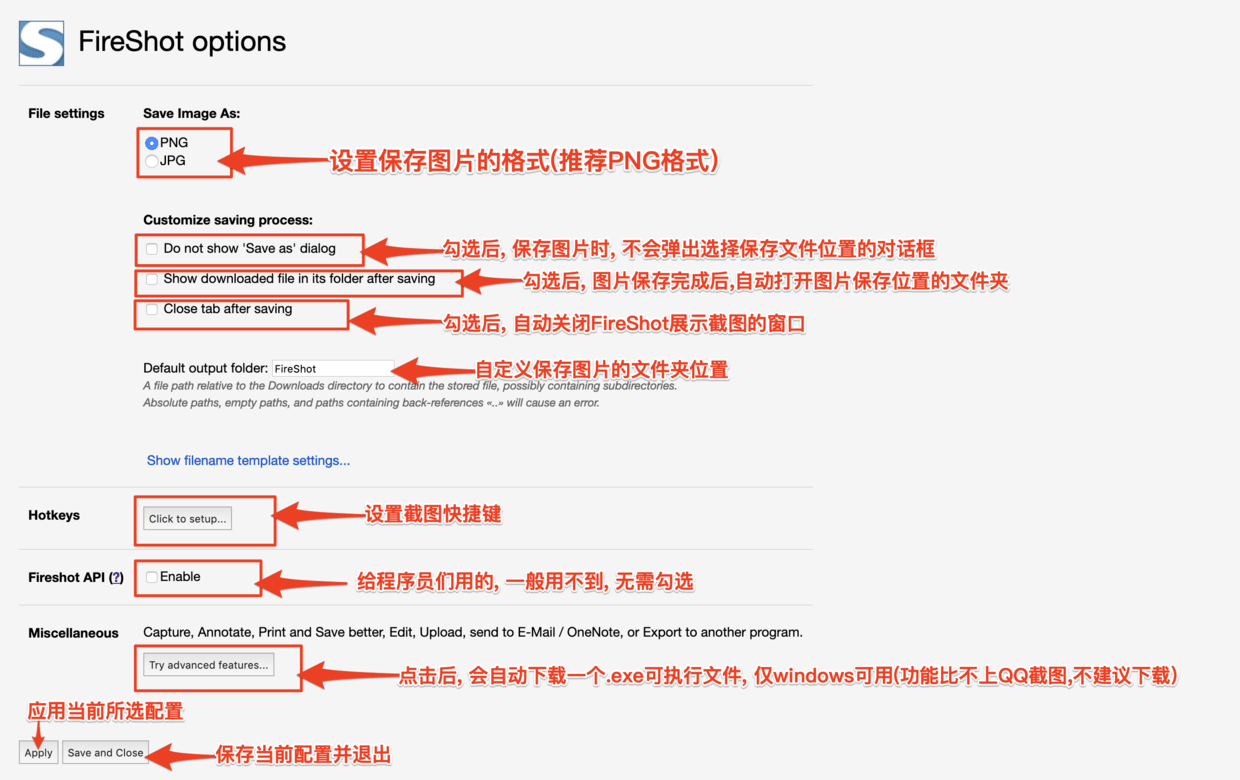 FireShot options
File settings
Save Image As:
PNG
JPG
设置保存图片的格式(推荐PNG格式)
Customize saving process:
Do not show 'Save as' dialog
勾选后, 保存图片时, 不会弹出选择保存文件位置的对话框
Show downloaded file in its folder after saving
勾选后, 图片保存完成后,自动打开图片保存位置的文件夹
Close tab after saving
勾选后, 自动关闭FireShot展示截图的窗口
Default output folder: FireShot
自定义保存图片的文件夹位置
A file path relative to the Downloads directory to contain the stored file, possibly containing subdirectories.
Absolute paths, empty paths, and paths containing back-references «..» will cause an error.
Show filename template settings...
Hotkeys
Click to setup...
设置截图快捷键
Fireshot API (?)
Enable
给程序员们用的, 一般用不到, 无需勾选
Miscellaneous
Capture, Annotate, Print and Save better, Edit, Upload, send to E-Mail / OneNote, or Export to another program.
Try advanced features...
点击后, 会自动下载一个.exe可执行文件, 仅windows可用(功能比不上QQ截图,不建议下载)
应用当前所选配置
Apply
Save and Close
保存当前配置并退出